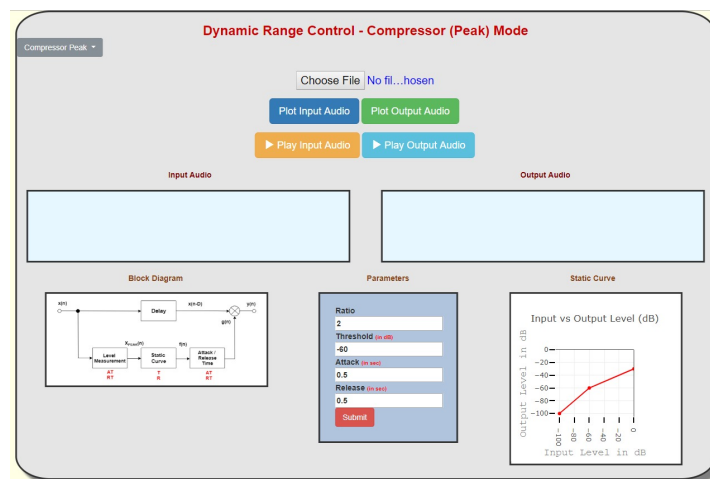 Dynamic Range Control - Compressor (Peak) Mode
Compressor Peak
Choose File No fil...hosen
Plot Input Audio Plot Output Audio
Play Input Audio Play Output Audio
Input Audio Output Audio
Block Diagram
x(n) x(n-D) y(n)
Delay
g(n)
XPEAK(n) f(n)
Level Measurement
Static Curve
Attack / Release Time
AT T AT
RT R RT
Parameters
Ratio
2
Threshold (in dB)
-60
Attack (in sec)
0.5
Release (in sec)
0.5
Submit
Static Curve
Input vs Output Level (dB)
Output Level in dB
0
−20
−40
−60
−80
−100
−100 −80 −60 −40 −20 0
Input Level in dB